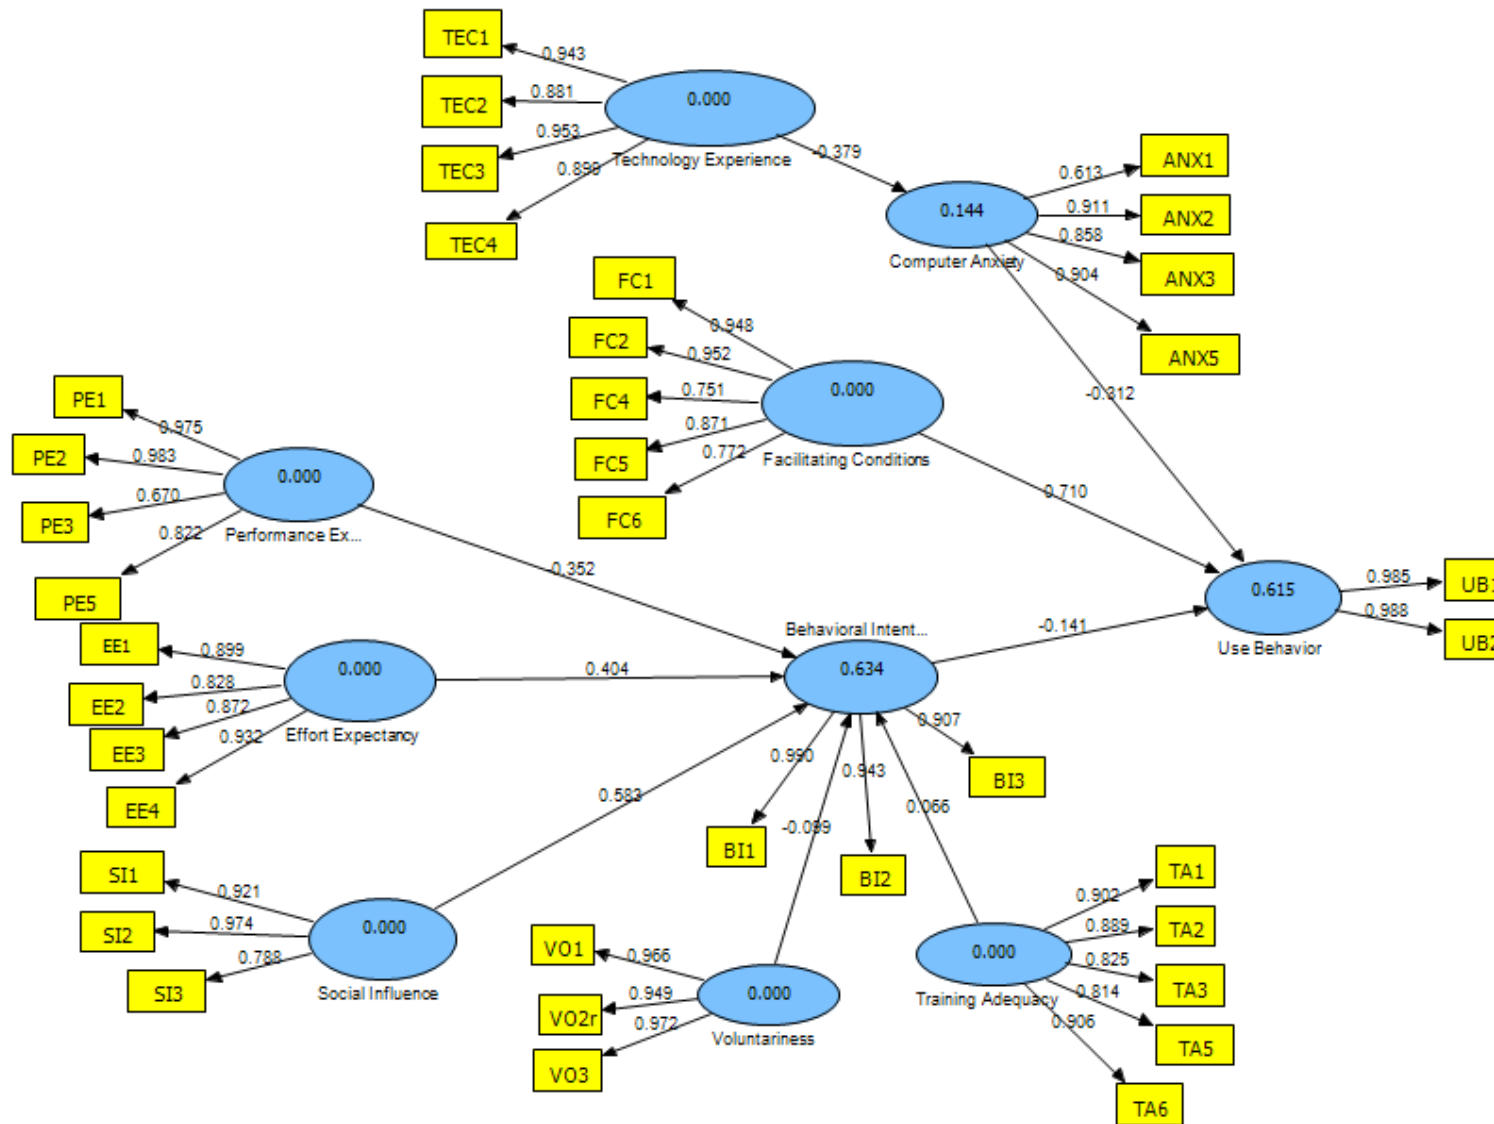 TEC1
0.943
TEC2
0.881
0.000
TEC3
0.953
Technology Experience
TEC4
-0.379
ANX1
0.613
0.144
0.911
ANX2
Computer Anxiety
0.858
ANX3
0.904
ANX5
FC1
0.948
FC2
0.952
0.000
FC4
0.751
FC5
0.871
Facilitating Conditions
0.772
FC6
-0.312
0.710
PE1
0.975
PE2
0.983
0.000
PE3
0.670
Performance Ex...
0.822
PE5
-0.352
0.615
Use Behavior
0.985
UB1
0.988
UB2
EE1
0.899
0.000
EE2
0.828
EE3
0.872
Effort Expectancy
0.932
EE4
0.404
Behavioral Intent...
0.634
-0.141
0.907
BI3
0.990
BI1
0.943
BI2
0.583
-0.099
0.066
SI1
0.921
0.000
SI2
0.974
SI3
0.788
Social Influence
VO1
0.966
0.000
VO2r
0.949
Voluntariness
VO3
0.972
0.000
Training Adequacy
0.902
TA1
0.889
TA2
0.825
TA3
0.814
TA5
0.906
TA6